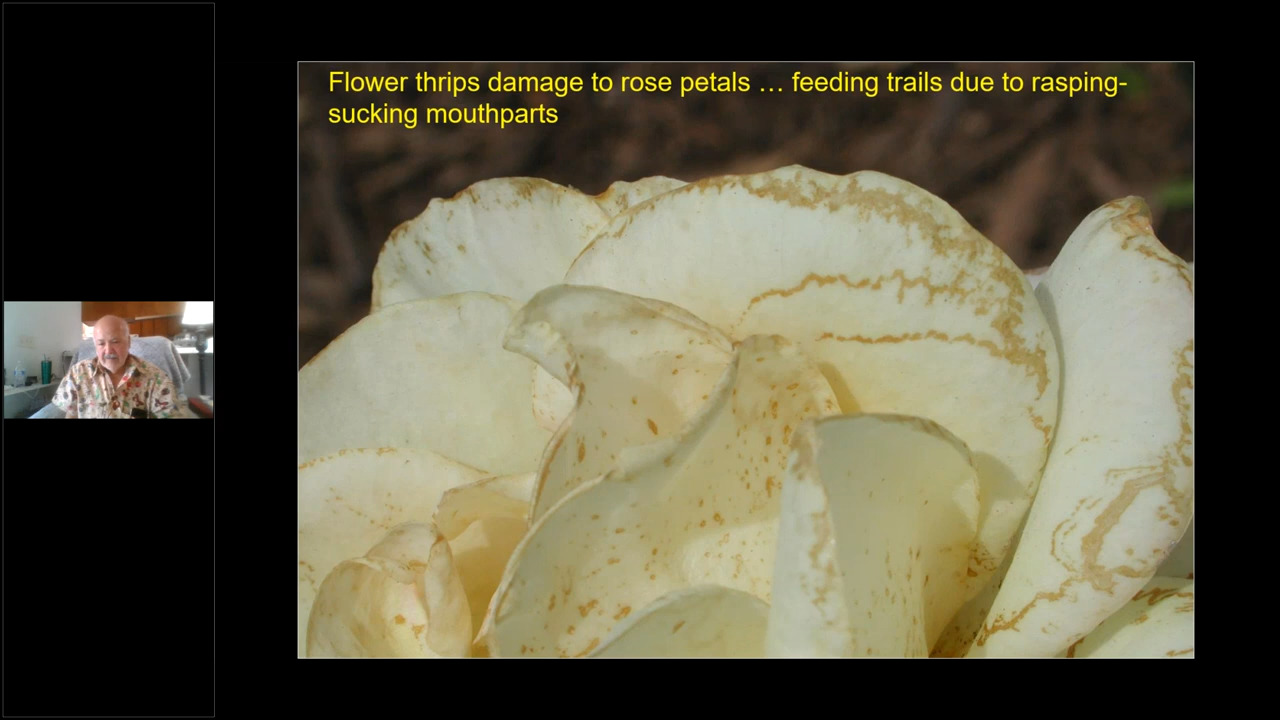 Flower thrips damage to rose petals … feeding trails due to rasping-
sucking mouthparts